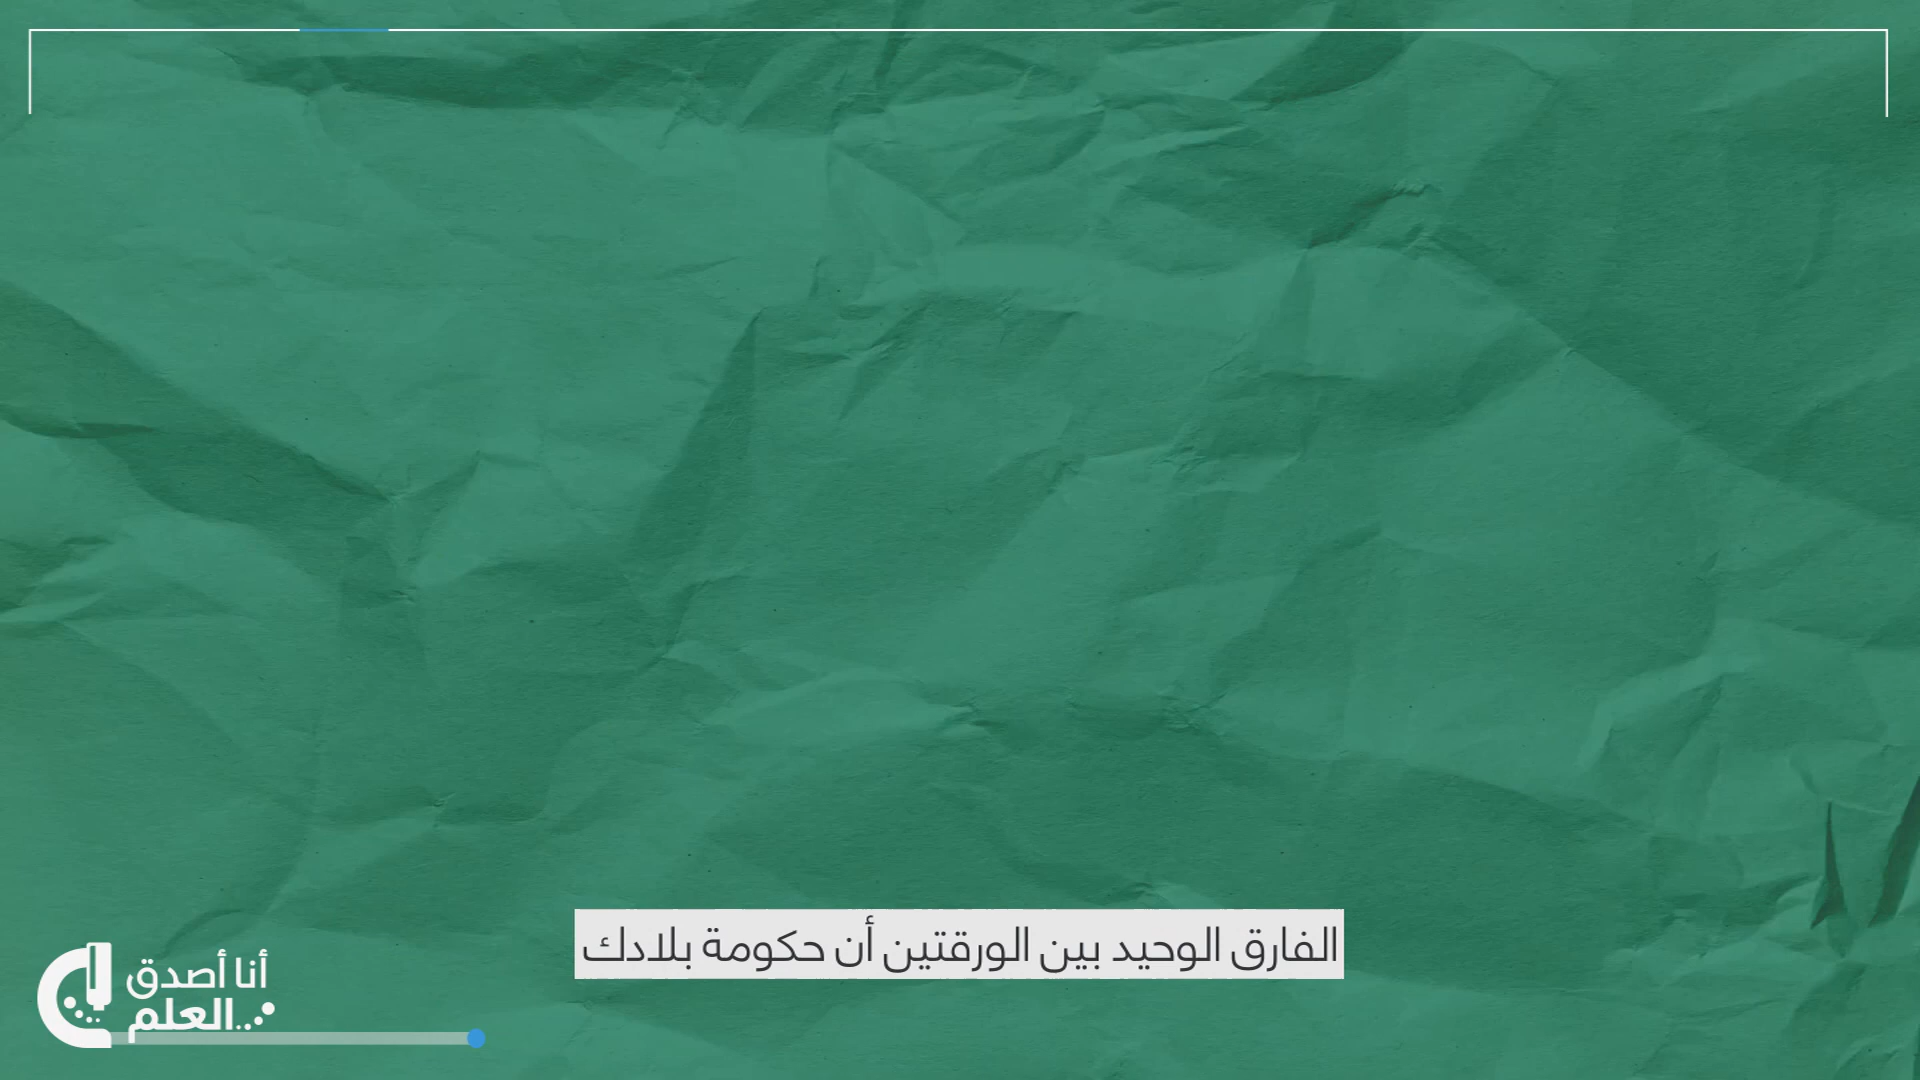 الفارق الوحيد بين الورقتين أن حكومة بلادك
أنا أصدق
العلم..